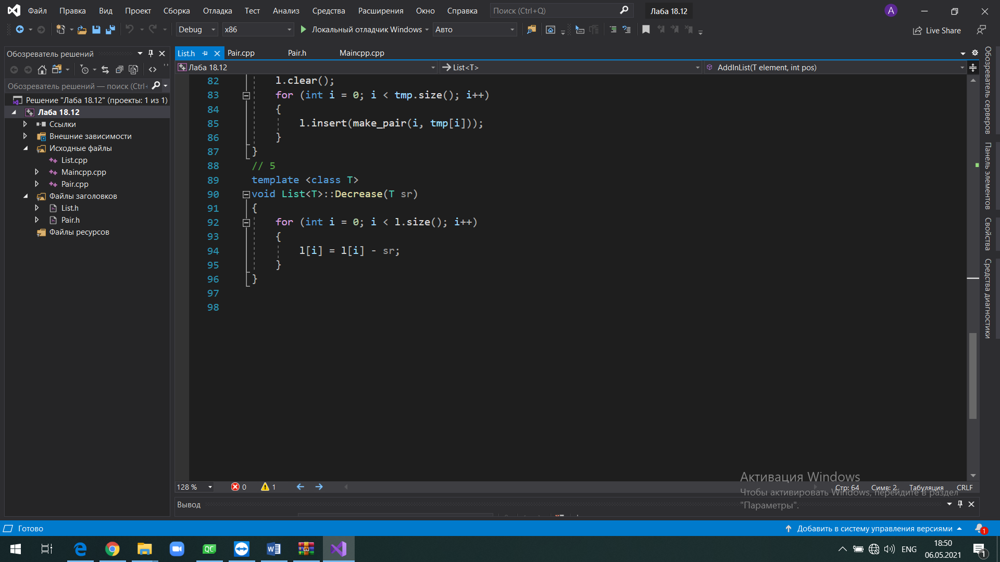 Файл Правка Вид Проект Сборка Отладка Тест Анализ Средства Расширения Окно Справка Поиск (Ctrl+Q) Лаба 18.12 A
Debug x86 Локальный отладчик Windows Авто Live Share
Обозреватель решений
Обозреватель решений — поиск (Ctrl+
Решение "Лаба 18.12" (проекты: 1 из 1)
Лаба 18.12
Ссылки
Внешние зависимости
Исходные файлы
List.cpp
Maincpp.cpp
Pair.cpp
Файлы заголовков
List.h
Pair.h
Файлы ресурсов
List.h Pair.cpp Pair.h Maincpp.cpp
Лаба 18.12 List<T> AddInList(T element, int pos)
82 l.clear();
83 for (int i = 0; i < tmp.size(); i++)
84 {
85 l.insert(make_pair(i, tmp[i]));
86 }
87 }
88 // 5
89 template <class T>
90 void List<T>::Decrease(T sr)
91 {
92 for (int i = 0; i < l.size(); i++)
93 {
94 l[i] = l[i] - sr;
95 }
96 }
97
98
Обозреватель серверов
Панель элементов
Свойства
Средства диагностики
128 % 0 1 Стр: 64 Симв: 2 Табуляция CRLF
Активация Windows
Чтобы активировать Windows, перейдите в раздел
"Параметры".
Вывод
Готово Добавить в систему управления версиями 1
QC W ENG 18:50
06.05.2021 1